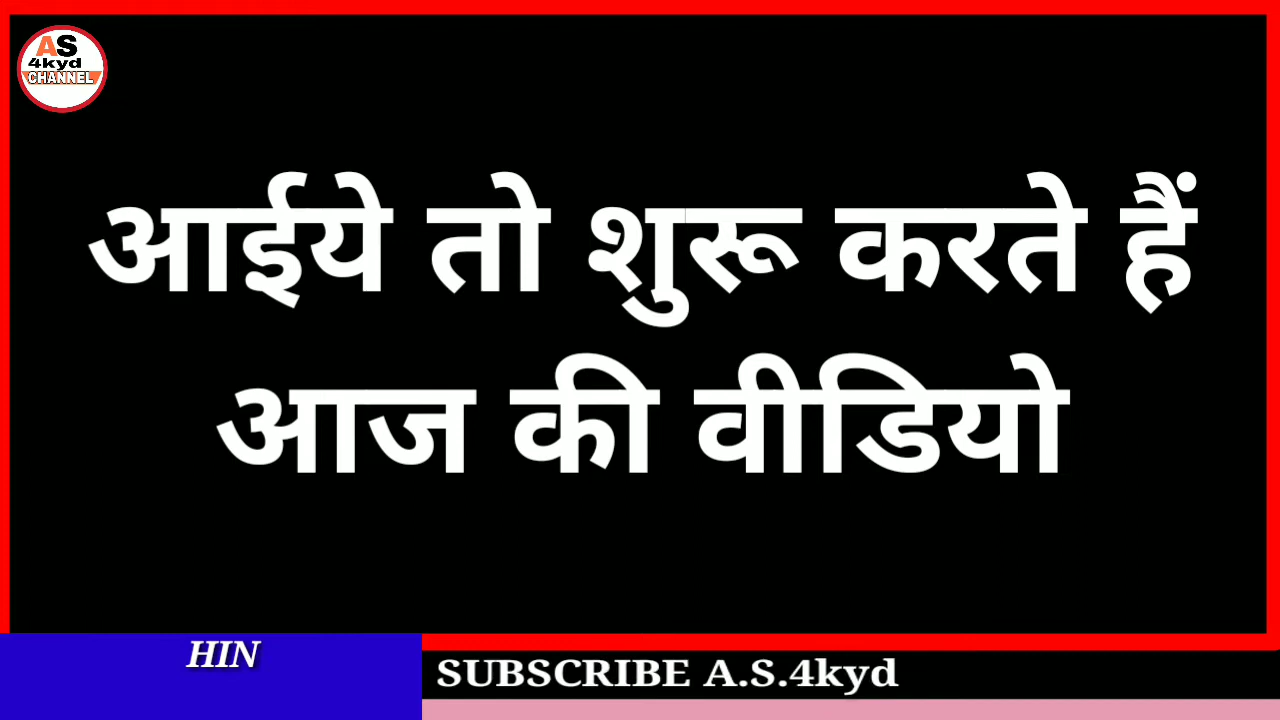 AS
4kyd
CHANNEL
आईये तो शुरू करते हैं
आज की वीडियो
HIN
SUBSCRIBE A.S.4kyd